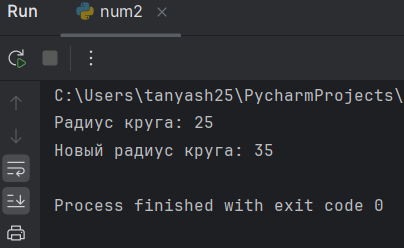 Run
num2
C:\Users\tanyash25\PycharmProjects\
Радиус круга: 25
Новый радиус круга: 35
Process finished with exit code 0